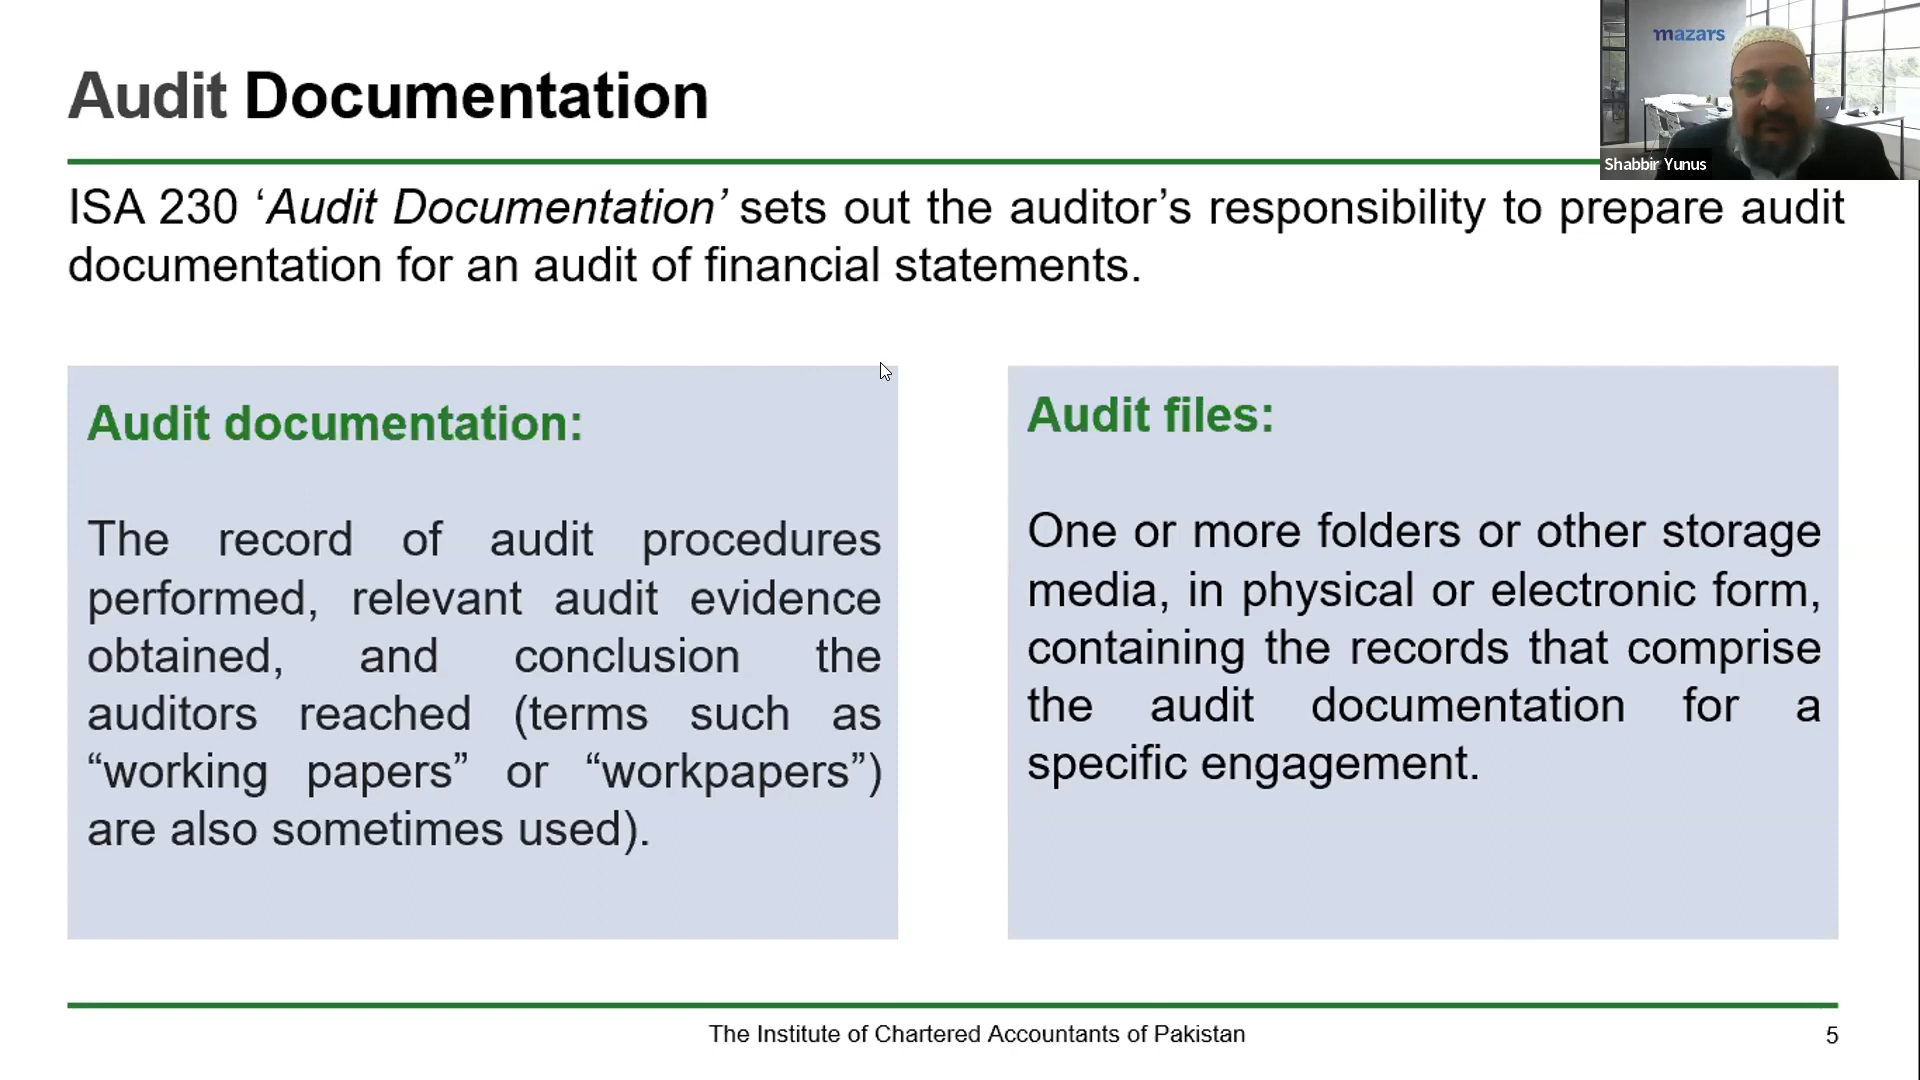 Audit Documentation
mazars
Shabbir Yunus
ISA 230 ‘Audit Documentation’ sets out the auditor’s responsibility to prepare audit
documentation for an audit of financial statements.
Audit documentation:
The record of audit procedures
performed, relevant audit evidence
obtained, and conclusion the
auditors reached (terms such as
“working papers” or “workpapers”)
are also sometimes used).
Audit files:
One or more folders or other storage
media, in physical or electronic form,
containing the records that comprise
the audit documentation for a
specific engagement.
The Institute of Chartered Accountants of Pakistan
5